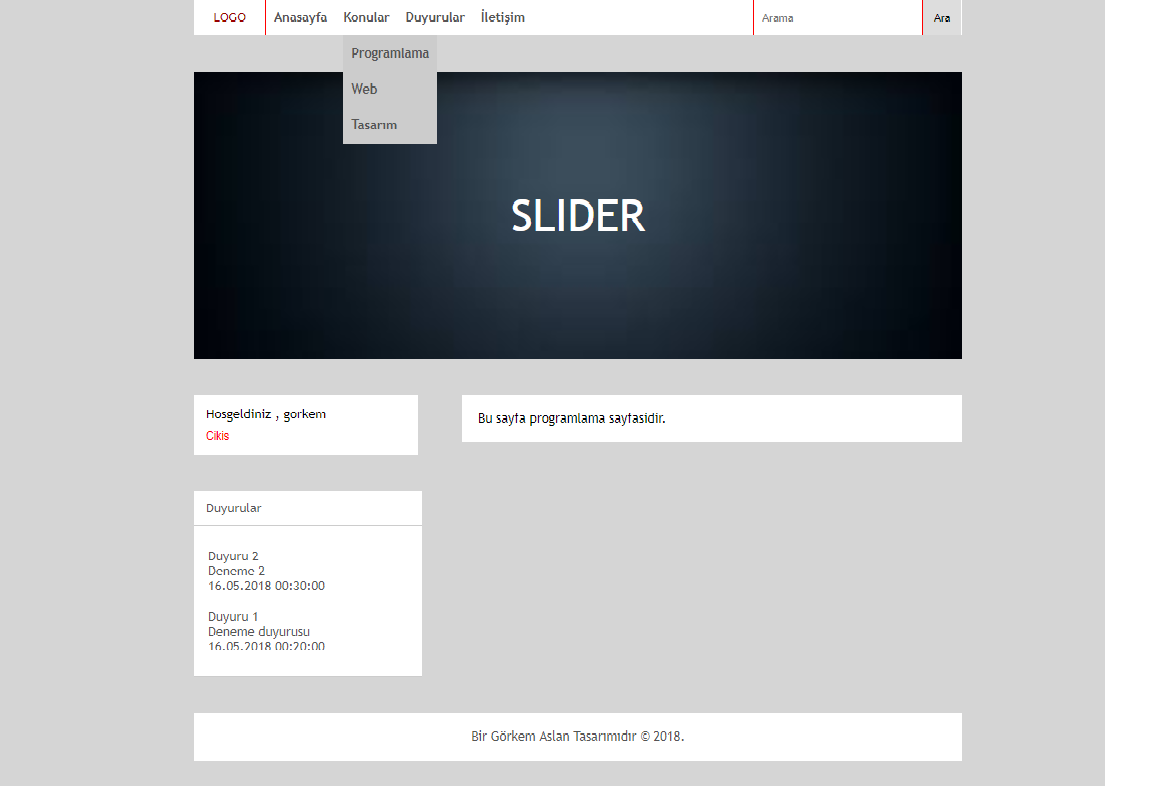 LOGO Anasayfa Konular Duyurular İletişim Arama Ara
Programlama
Web
Tasarım
SLIDER
Hosgeldiniz , gorkem
Cikis
Bu sayfa programlama sayfasidir.
Duyurular
Duyuru 2
Deneme 2
16.05.2018 00:30:00
Duyuru 1
Deneme duyurusu
16.05.2018 00:20:00
Bir Görkem Aslan Tasarımıdır © 2018.